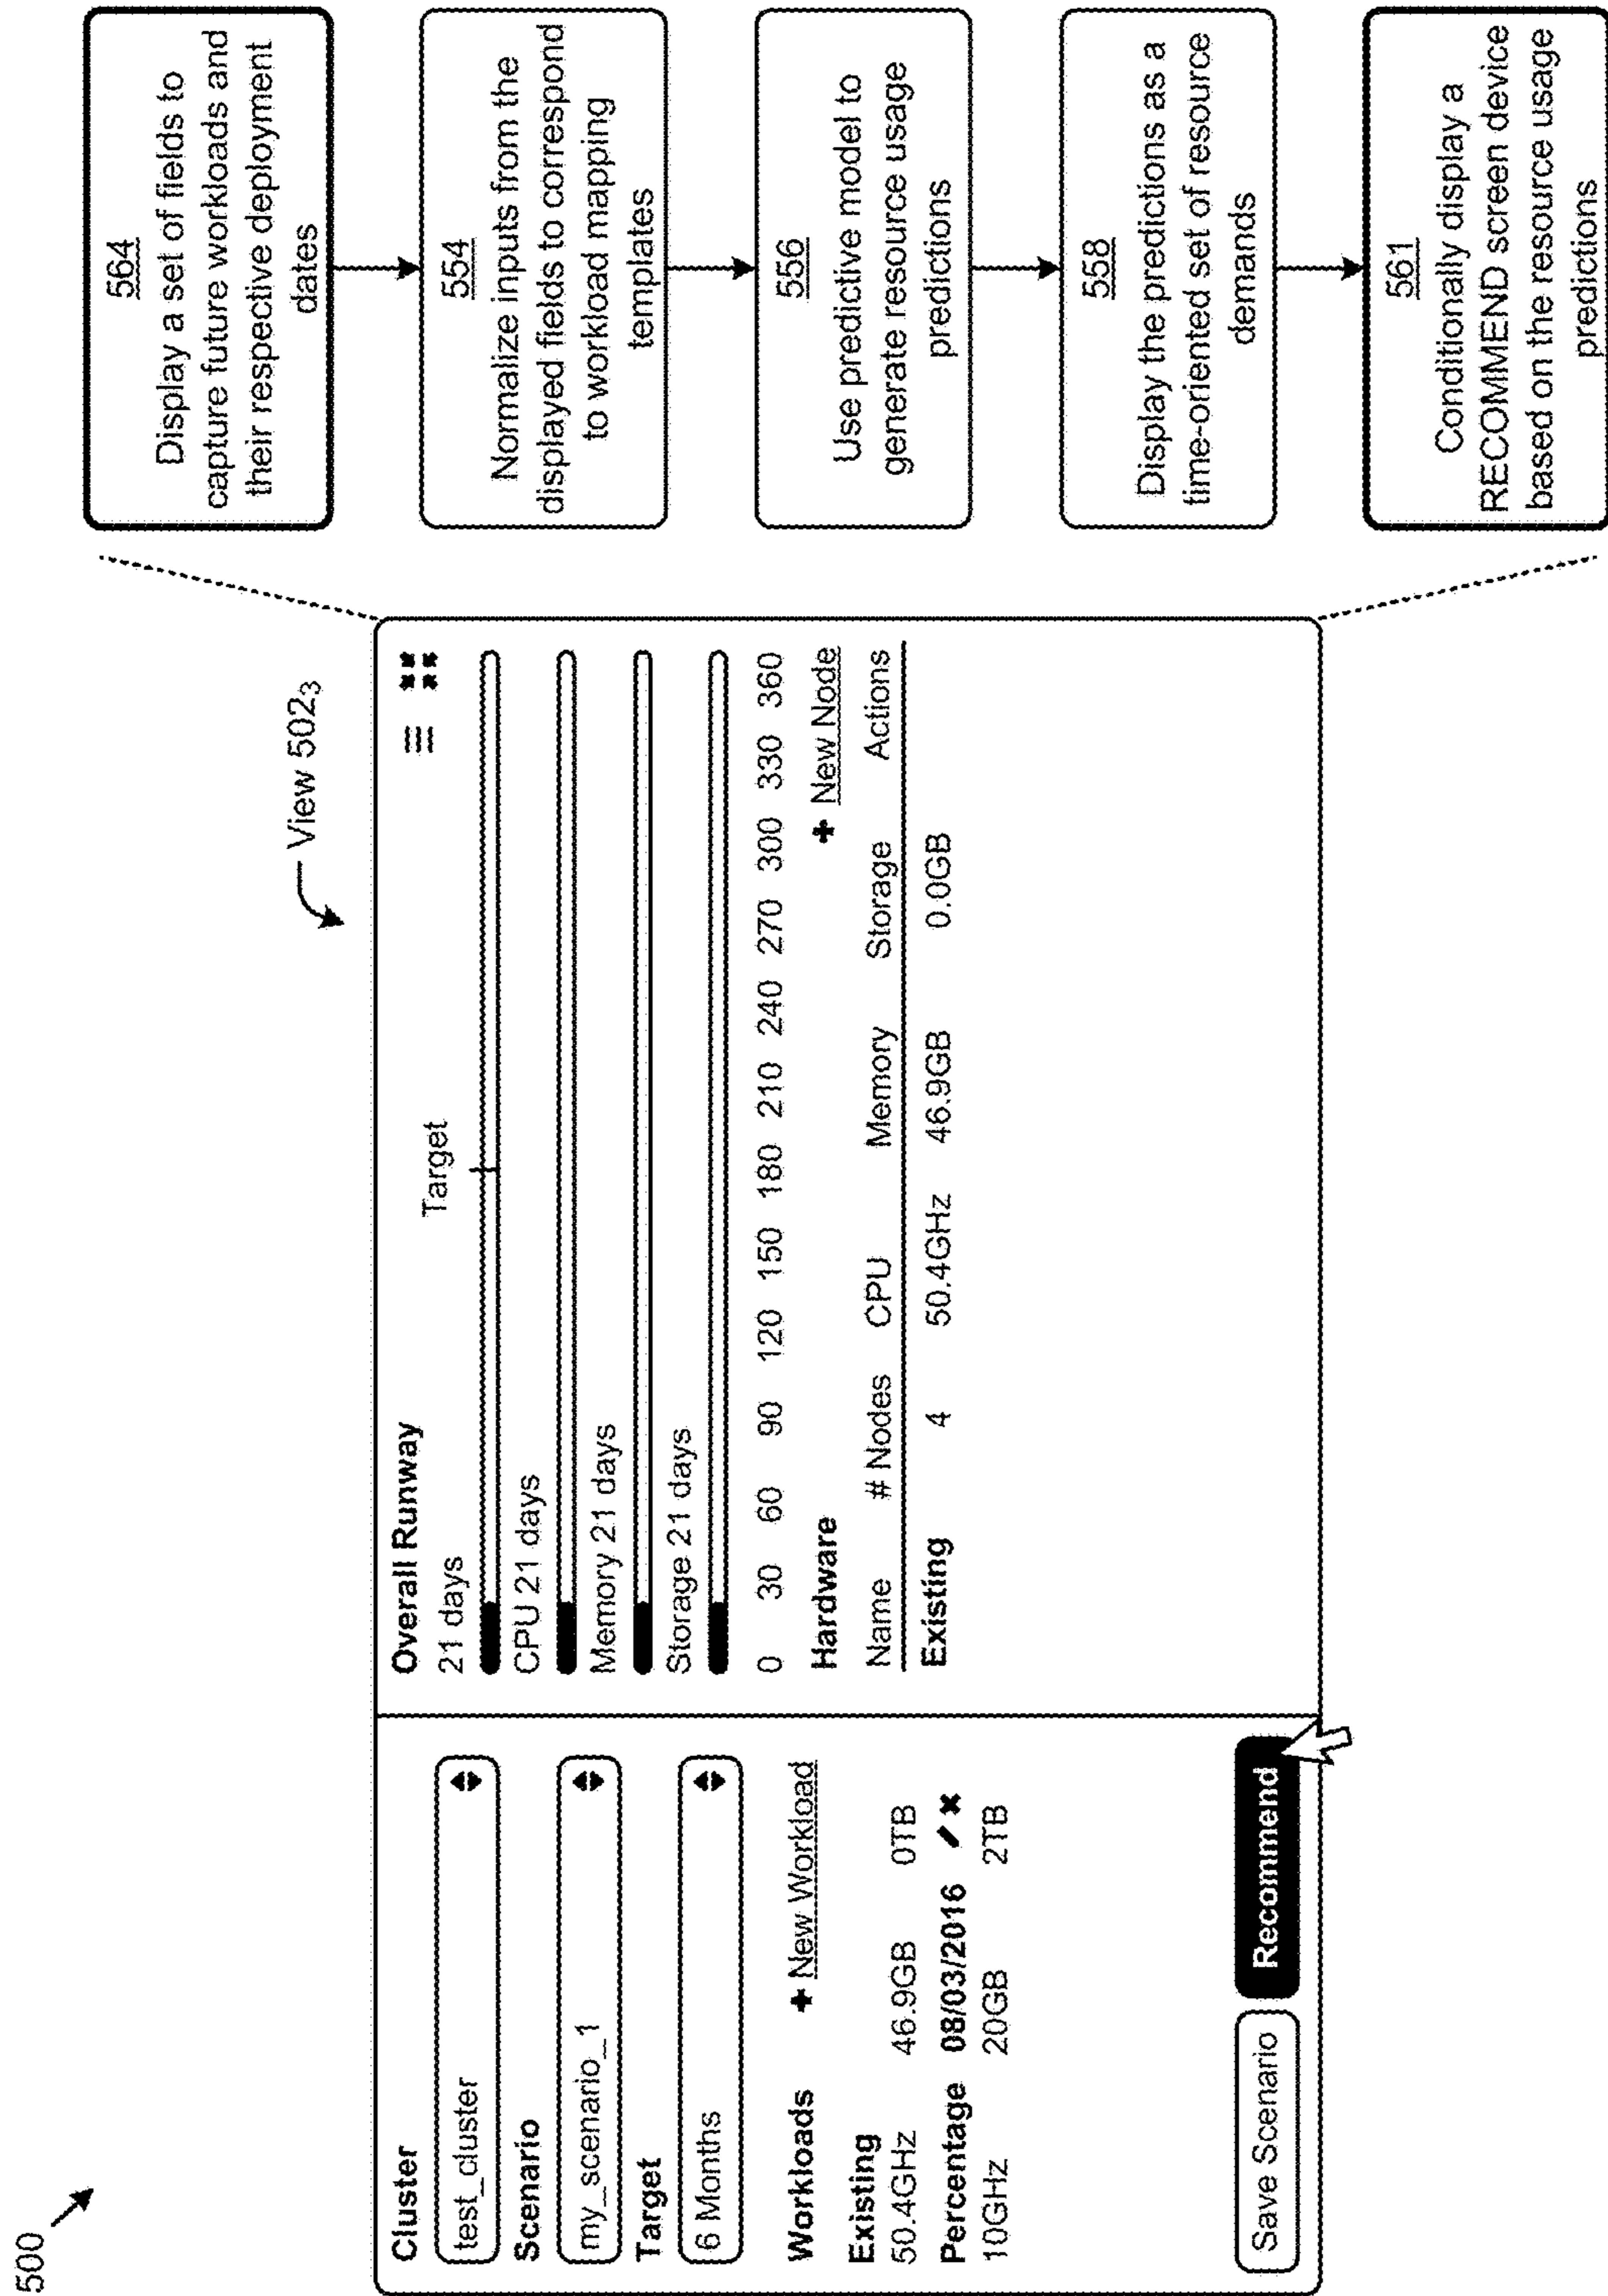 500
View 502₃
Cluster
test_cluster
Scenario
my_scenario_1
Target
6 Months
Workloads + New Workload
Existing
50.4GHz 46.9GB 0TB
Percentage 08/03/2016
10GHz 20GB 2TB
Save Scenario Recommend
Overall Runway
Target
21 days
CPU 21 days
Memory 21 days
Storage 21 days
0 30 60 90 120 150 180 210 240 270 300 330 360
Hardware + New Node
Name # Nodes CPU Memory Storage Actions
Existing 4 50.4GHz 46.9GB 0.0GB
564
Display a set of fields to
capture future workloads and
their respective deployment
dates
554
Normalize inputs from the
displayed fields to correspond
to workload mapping
templates
556
Use predictive model to
generate resource usage
predictions
558
Display the predictions as a
time-oriented set of resource
demands
561
Conditionally display a
RECOMMEND screen device
based on the resource usage
predictions